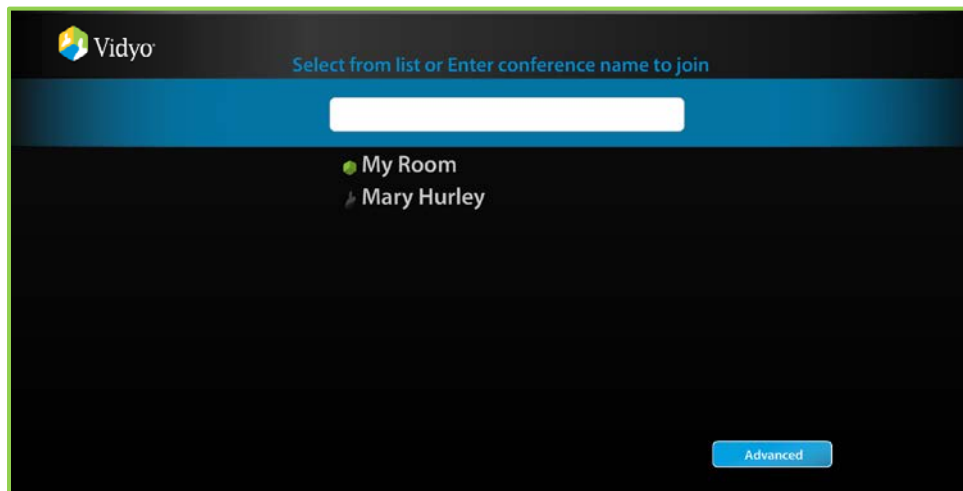 Vidyo
Select from list or Enter conference name to join
My Room
Mary Hurley
Advanced